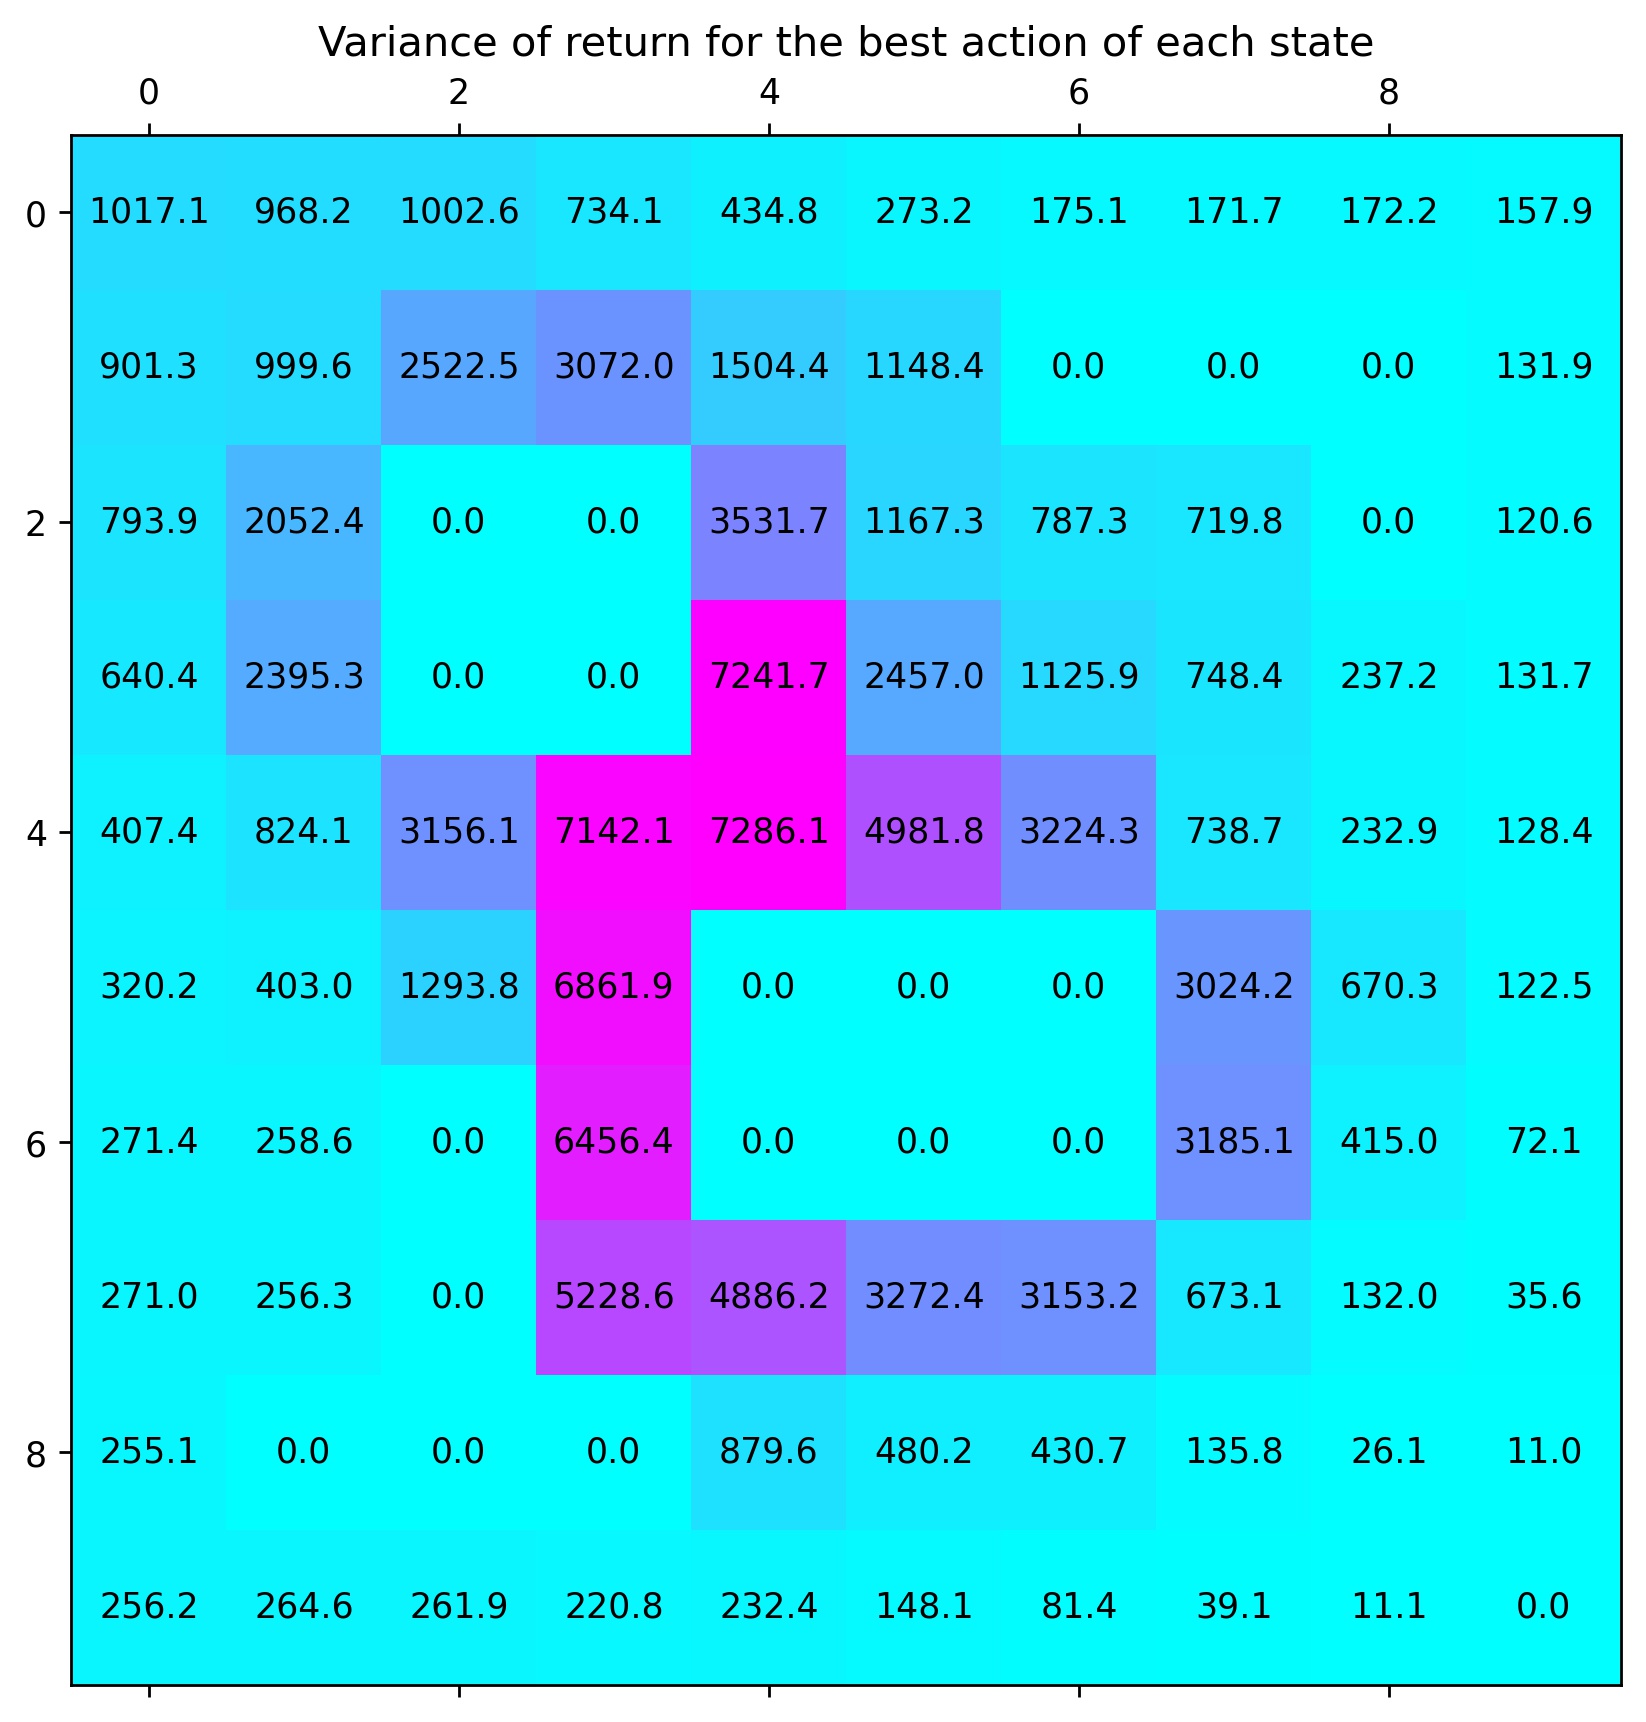 Variance of return for the best action of each state
0 2 4 6 8
0 1017.1 968.2 1002.6 734.1 434.8 273.2 175.1 171.7 172.2 157.9
901.3 999.6 2522.5 3072.0 1504.4 1148.4 0.0 0.0 0.0 131.9
2 793.9 2052.4 0.0 0.0 3531.7 1167.3 787.3 719.8 0.0 120.6
640.4 2395.3 0.0 0.0 7241.7 2457.0 1125.9 748.4 237.2 131.7
4 407.4 824.1 3156.1 7142.1 7286.1 4981.8 3224.3 738.7 232.9 128.4
320.2 403.0 1293.8 6861.9 0.0 0.0 0.0 3024.2 670.3 122.5
6 271.4 258.6 0.0 6456.4 0.0 0.0 0.0 3185.1 415.0 72.1
271.0 256.3 0.0 5228.6 4886.2 3272.4 3153.2 673.1 132.0 35.6
8 255.1 0.0 0.0 0.0 879.6 480.2 430.7 135.8 26.1 11.0
256.2 264.6 261.9 220.8 232.4 148.1 81.4 39.1 11.1 0.0